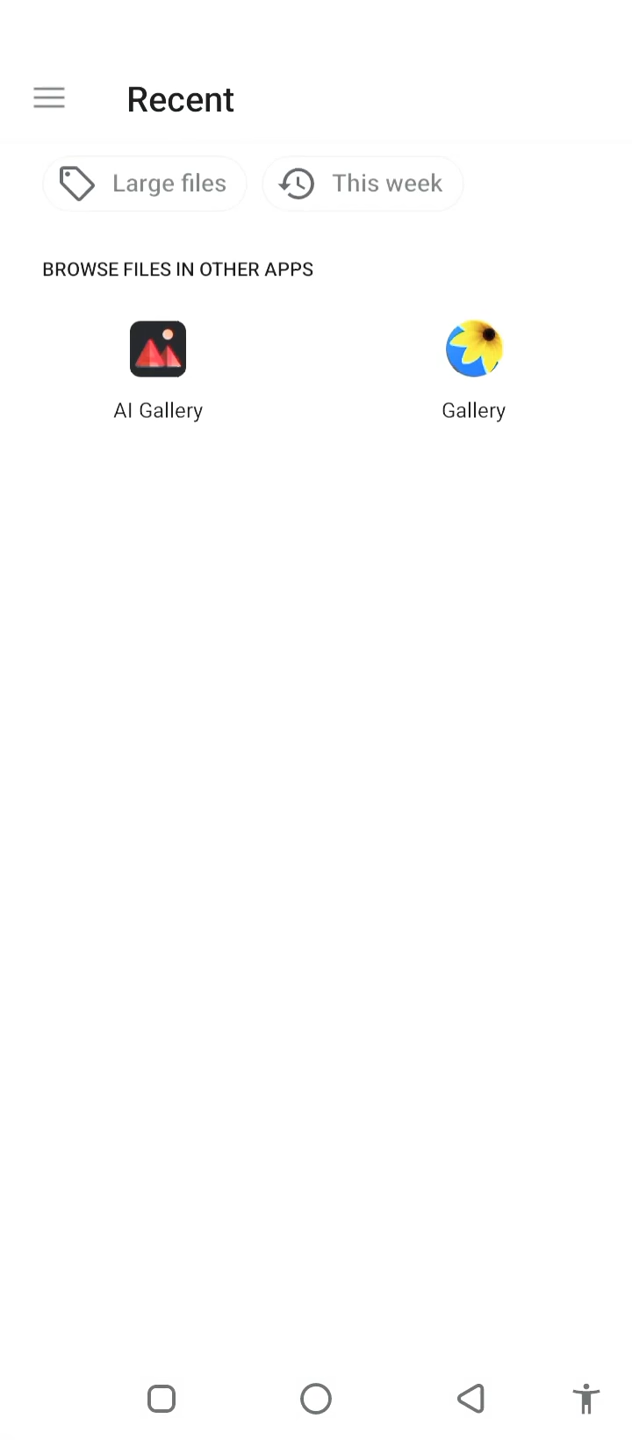 Recent
Large files
This week
BROWSE FILES IN OTHER APPS
AI Gallery
Gallery